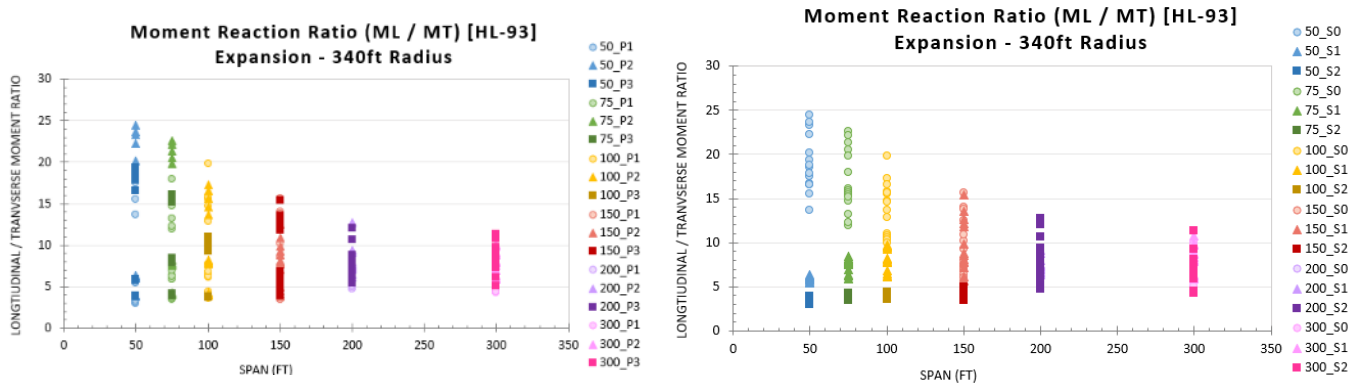 Moment Reaction Ratio (ML / MT) [HL-93]
Expansion - 340ft Radius
LONGTIUDINAL / TRANVSERSE MOMENT RATIO
30
25
20
15
10
5
0
0 50 100 150 200 250 300 350
SPAN (FT)
50_P1
50_P2
50_P3
75_P1
75_P2
75_P3
100_P1
100_P2
100_P3
150_P1
150_P2
150_P3
200_P1
200_P2
200_P3
300_P1
300_P2
300_P3
Moment Reaction Ratio (ML / MT) [HL-93]
Expansion - 340ft Radius
LONGTIUDINAL / TRANVSERSE MOMENT RATIO
30
25
20
15
10
5
0
0 50 100 150 200 250 300 350
SPAN (FT)
50_S0
50_S1
50_S2
75_S0
75_S1
75_S2
100_S0
100_S1
100_S2
150_S0
150_S1
150_S2
200_S0
200_S1
200_S2
300_S0
300_S1
300_S2